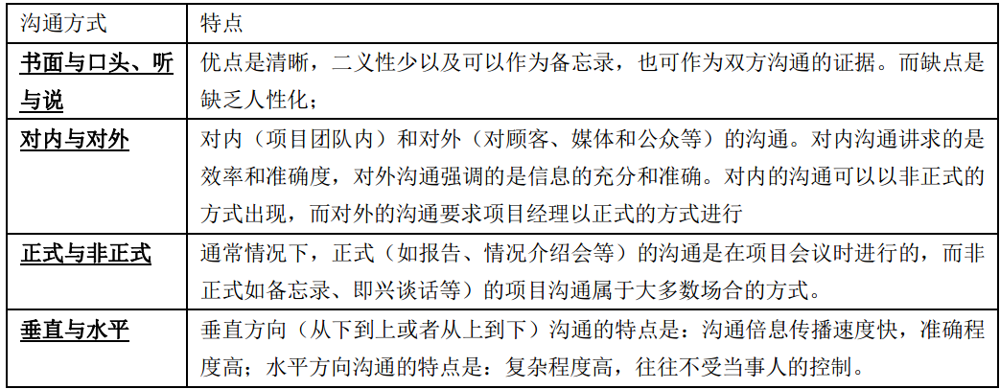 沟通方式 特点
书面与口头、听 优点是清晰，二义性少以及可以作为备忘录，也可作为双方沟通的证据。而缺点是
与说 缺乏人性化；
对内与对外 对内（项目团队内）和对外（对顾客、媒体和公众等）的沟通。对内沟通讲求的是
效率和准确度，对外沟通强调的是信息的充分和准确。对内的沟通可以以非正式的
方式出现，而对外的沟通要求项目经理以正式的方式进行
正式与非正式 通常情况下，正式（如报告、情况介绍会等）的沟通是在项目会议时进行的，而非
正式如备忘录、即兴谈话等）的项目沟通属于大多数场合的方式。
垂直与水平 垂直方向（从下到上或者从上到下）沟通的特点是：沟通倍息传播速度快，准确程
度高；水平方向沟通的特点是：复杂程度高，往往不受当事人的控制。